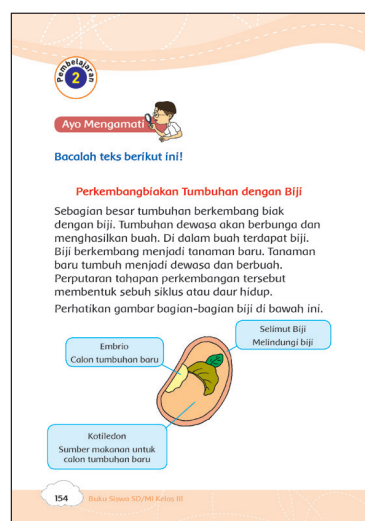 Pembelajaran
2
Ayo Mengamati
Bacalah teks berikut ini!
Perkembangbiakan Tumbuhan dengan Biji
Sebagian besar tumbuhan berkembang biak
dengan biji. Tumbuhan dewasa akan berbunga dan
menghasilkan buah. Di dalam buah terdapat biji.
Biji berkembang menjadi tanaman baru. Tanaman
baru tumbuh menjadi dewasa dan berbuah.
Perputaran tahapan perkembangan tersebut
membentuk sebuh siklus atau daur hidup.
Perhatikan gambar bagian-bagian biji di bawah ini.
Selimut Biji
Melindungi biji
Embrio
Calon tumbuhan baru
Kotiledon
Sumber makanan untuk
calon tumbuhan baru
154 Buku Siswa SD/MI Kelas III